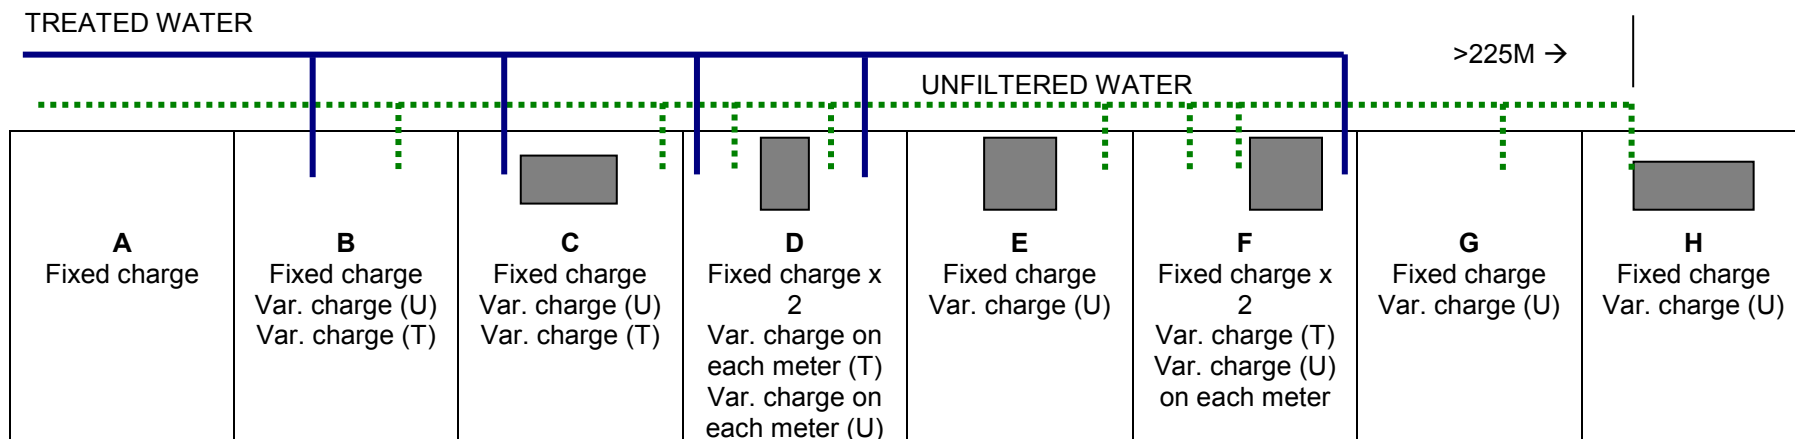 TREATED WATER
>225M →
UNFILTERED WATER
A
Fixed charge
B
Fixed charge
Var. charge (U)
Var. charge (T)
C
Fixed charge
Var. charge (U)
Var. charge (T)
D
Fixed charge x
2
Var. charge on
each meter (T)
Var. charge on
each meter (U)
E
Fixed charge
Var. charge (U)
F
Fixed charge x
2
Var. charge (T)
Var. charge (U)
on each meter
G
Fixed charge
Var. charge (U)
H
Fixed charge
Var. charge (U)